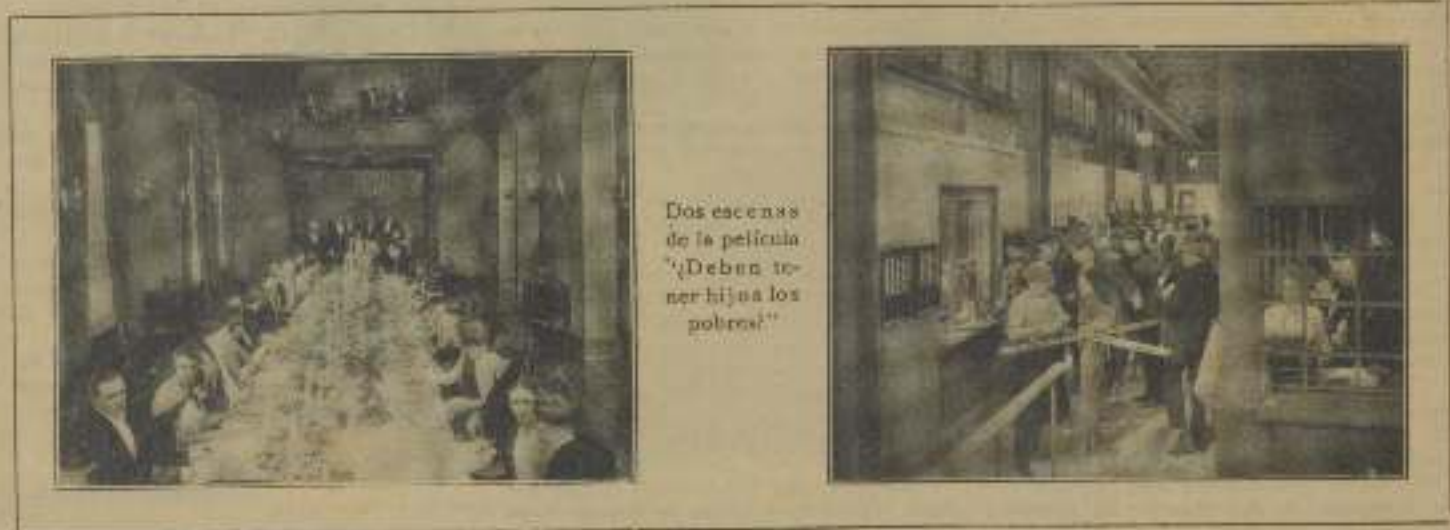 Dos escenas
de la película
"¿Deben te-
ner hijos los
pobres?"